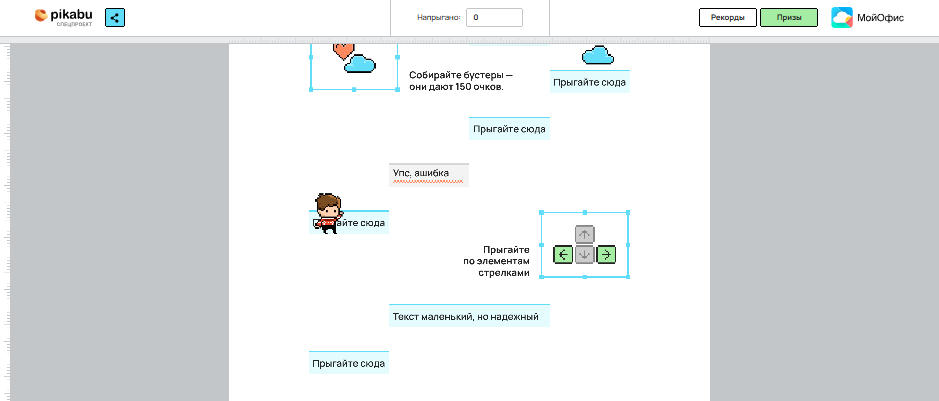 pikabu
СПЕЦПРОЕКТ
Напрыгано: 0
Рекорды
Призы
МойОфис
Собирайте бустеры —
они дают 150 очков.
Прыгайте сюда
Прыгайте сюда
Упс, ашибка
айте сюда
Прыгайте
по элементам
стрелками
Текст маленький, но надежный
Прыгайте сюда